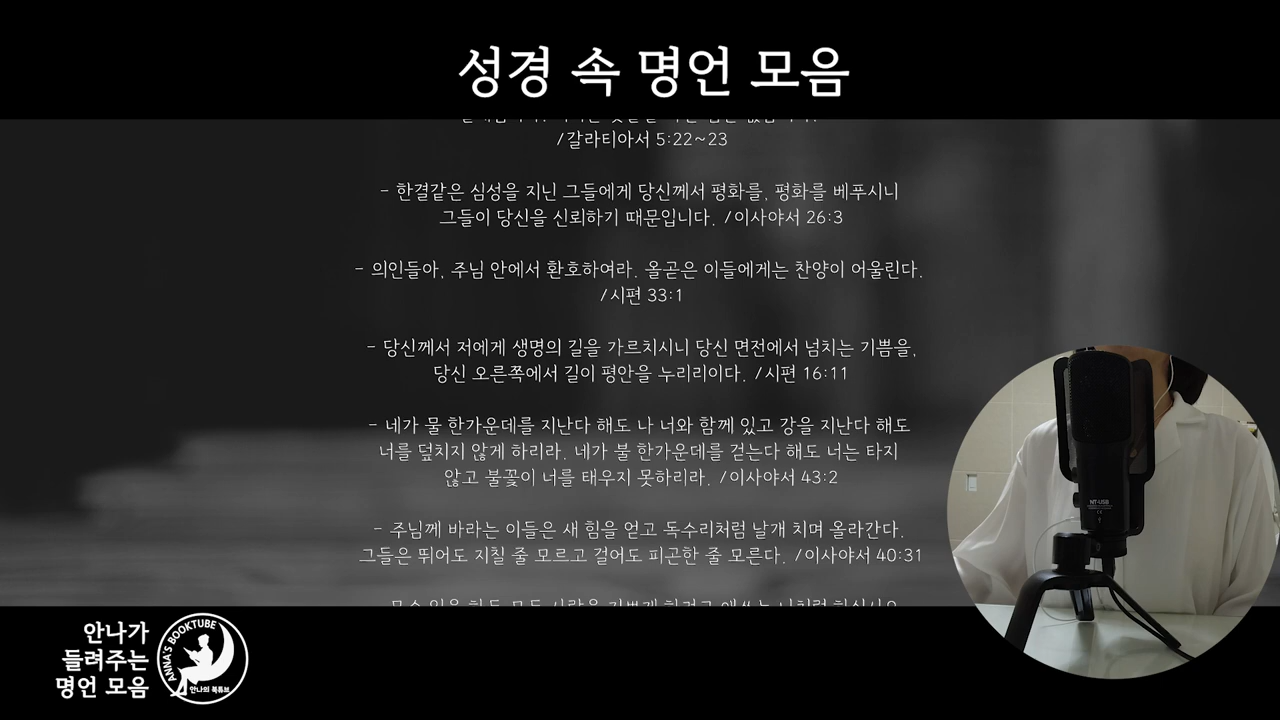 성경 속 명언 모음
/갈라티아서 5:22~23
- 한결같은 심성을 지닌 그들에게 당신께서 평화를, 평화를 베푸시니
그들이 당신을 신뢰하기 때문입니다. /이사야서 26:3
- 의인들아, 주님 안에서 환호하여라. 올곧은 이들에게는 찬양이 어울린다.
/시편 33:1
- 당신께서 저에게 생명의 길을 가르치시니 당신 면전에서 넘치는 기쁨을,
당신 오른쪽에서 길이 평안을 누리리이다. /시편 16:11
- 네가 물 한가운데를 지난다 해도 나 너와 함께 있고 강을 지난다 해도
너를 덮치지 않게 하리라. 네가 불 한가운데를 걷는다 해도 너는 타지
않고 불꽃이 너를 태우지 못하리라. /이사야서 43:2
- 주님께 바라는 이들은 새 힘을 얻고 독수리처럼 날개 치며 올라간다.
그들은 뛰어도 지칠 줄 모르고 걸어도 피곤한 줄 모른다. /이사야서 40:31
NT-USB
안나가
들려주는
명언 모음
ANNA'S BOOKTUBE
안나의 북튜브